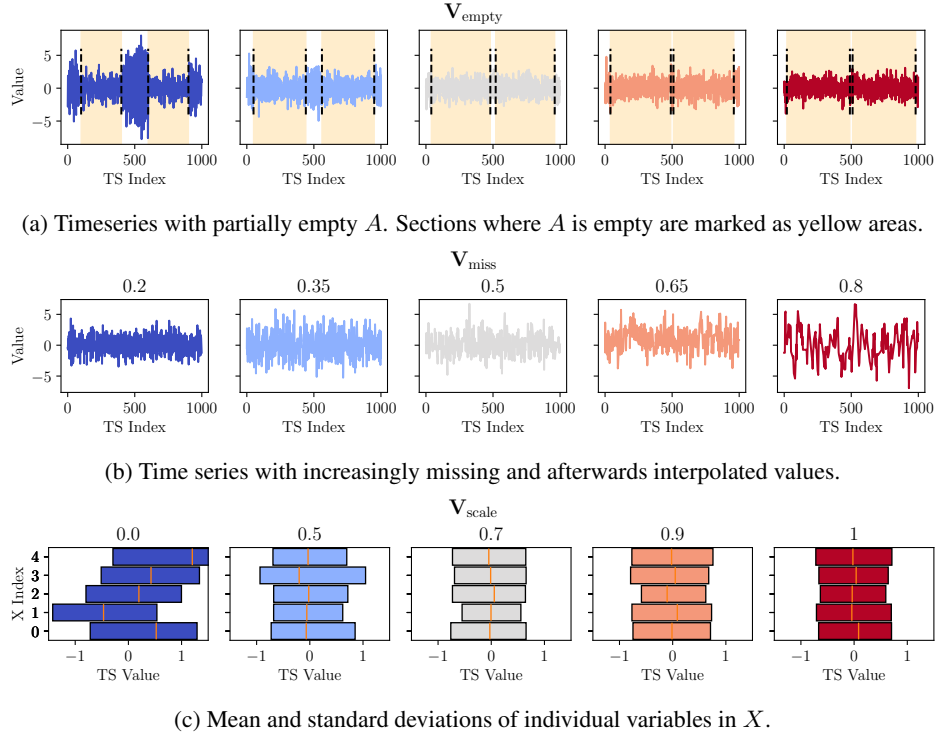 V_empty
Value
5
0
−5
0 500 1000 0 500 1000 0 500 1000 0 500 1000 0 500 1000
TS Index TS Index TS Index TS Index TS Index
(a) Timeseries with partially empty A. Sections where A is empty are marked as yellow areas.
V_miss
0.2 0.35 0.5 0.65 0.8
Value
5
0
−5
0 500 1000 0 500 1000 0 500 1000 0 500 1000 0 500 1000
TS Index TS Index TS Index TS Index TS Index
(b) Time series with increasingly missing and afterwards interpolated values.
V_scale
0.0 0.5 0.7 0.9 1
X Index
4
3
2
1
0
−1 1 −1 0 1 −1 0 1 −1 0 1 −1 0 1
TS Value TS Value TS Value TS Value TS Value
(c) Mean and standard deviations of individual variables in X.